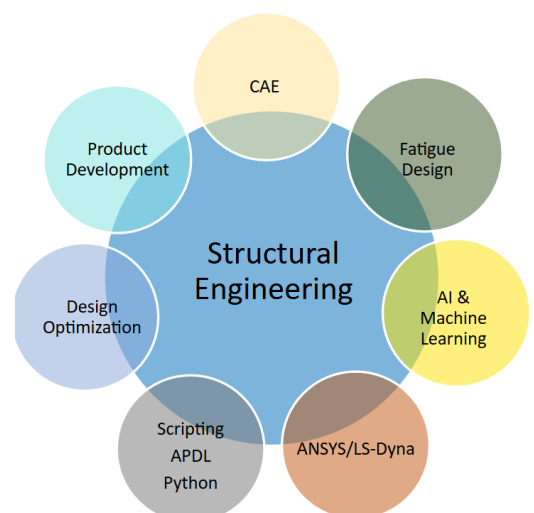 CAE
Fatigue
Design
AI &
Machine
Learning
ANSYS/LS-Dyna
Scripting
APDL
Python
Design
Optimization
Product
Development
Structural
Engineering